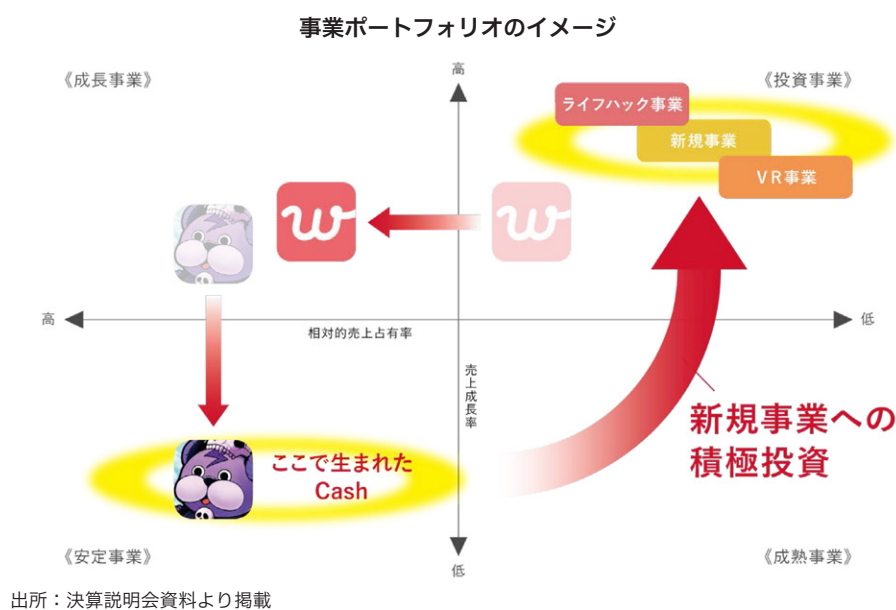 事業ポートフォリオのイメージ
《成長事業》
高
《投資事業》
ライフハック事業
新規事業
VR事業
w
w
高
相対的売上占有率
低
売上成長率
新規事業への
積極投資
ここで生まれた
Cash
《安定事業》
低
《成熟事業》
出所：決算説明会資料より掲載